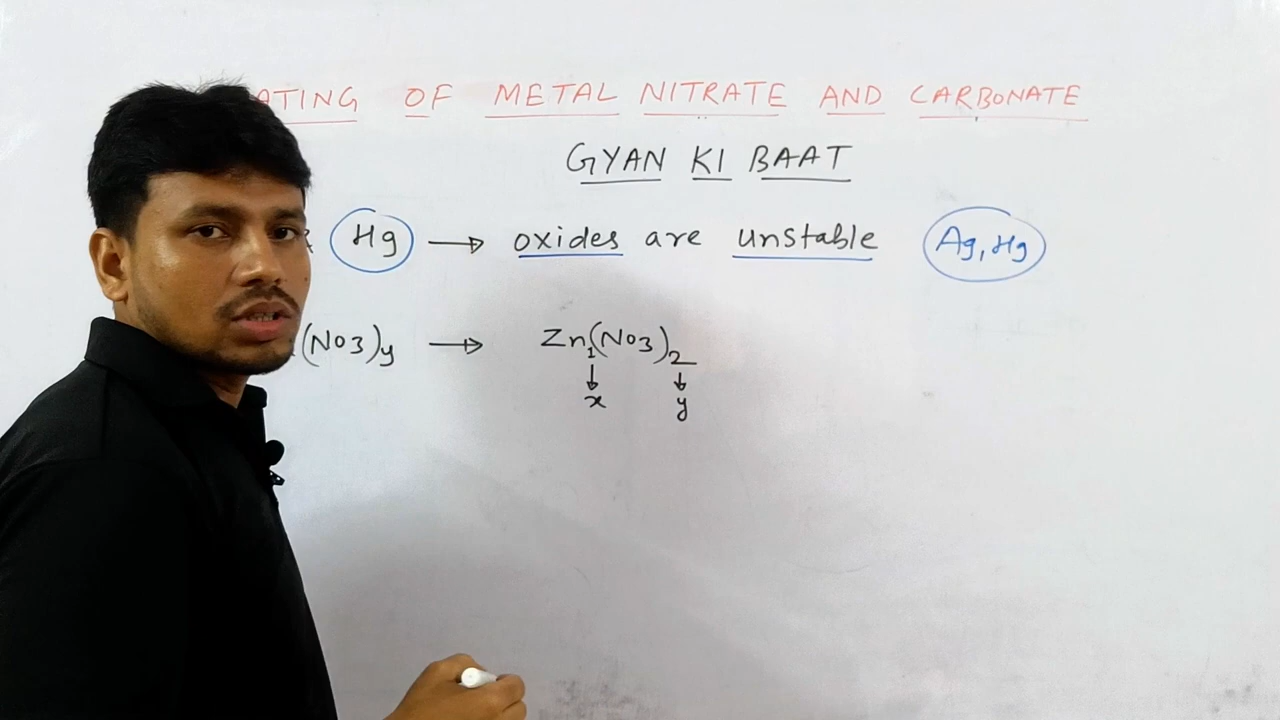 ATING OF METAL NITRATE AND CARBONATE
GYAN KI BAAT
Hg → oxides are unstable Ag, Hg
(NO3)y → Zn1(NO3)2
↓ ↓
x y